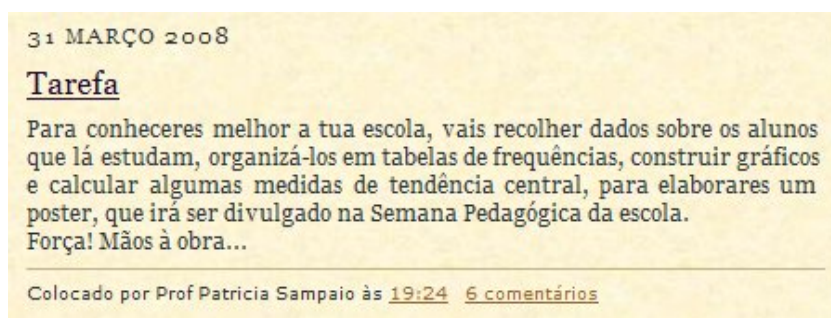 31 MARÇO 2008
Tarefa
Para conheceres melhor a tua escola, vais recolher dados sobre os alunos
que lá estudam, organizá-los em tabelas de frequências, construir gráficos
e calcular algumas medidas de tendência central, para elaborares um
poster, que irá ser divulgado na Semana Pedagógica da escola.
Força! Mãos à obra...
Colocado por Prof Patricia Sampaio às 19:24 6 comentários